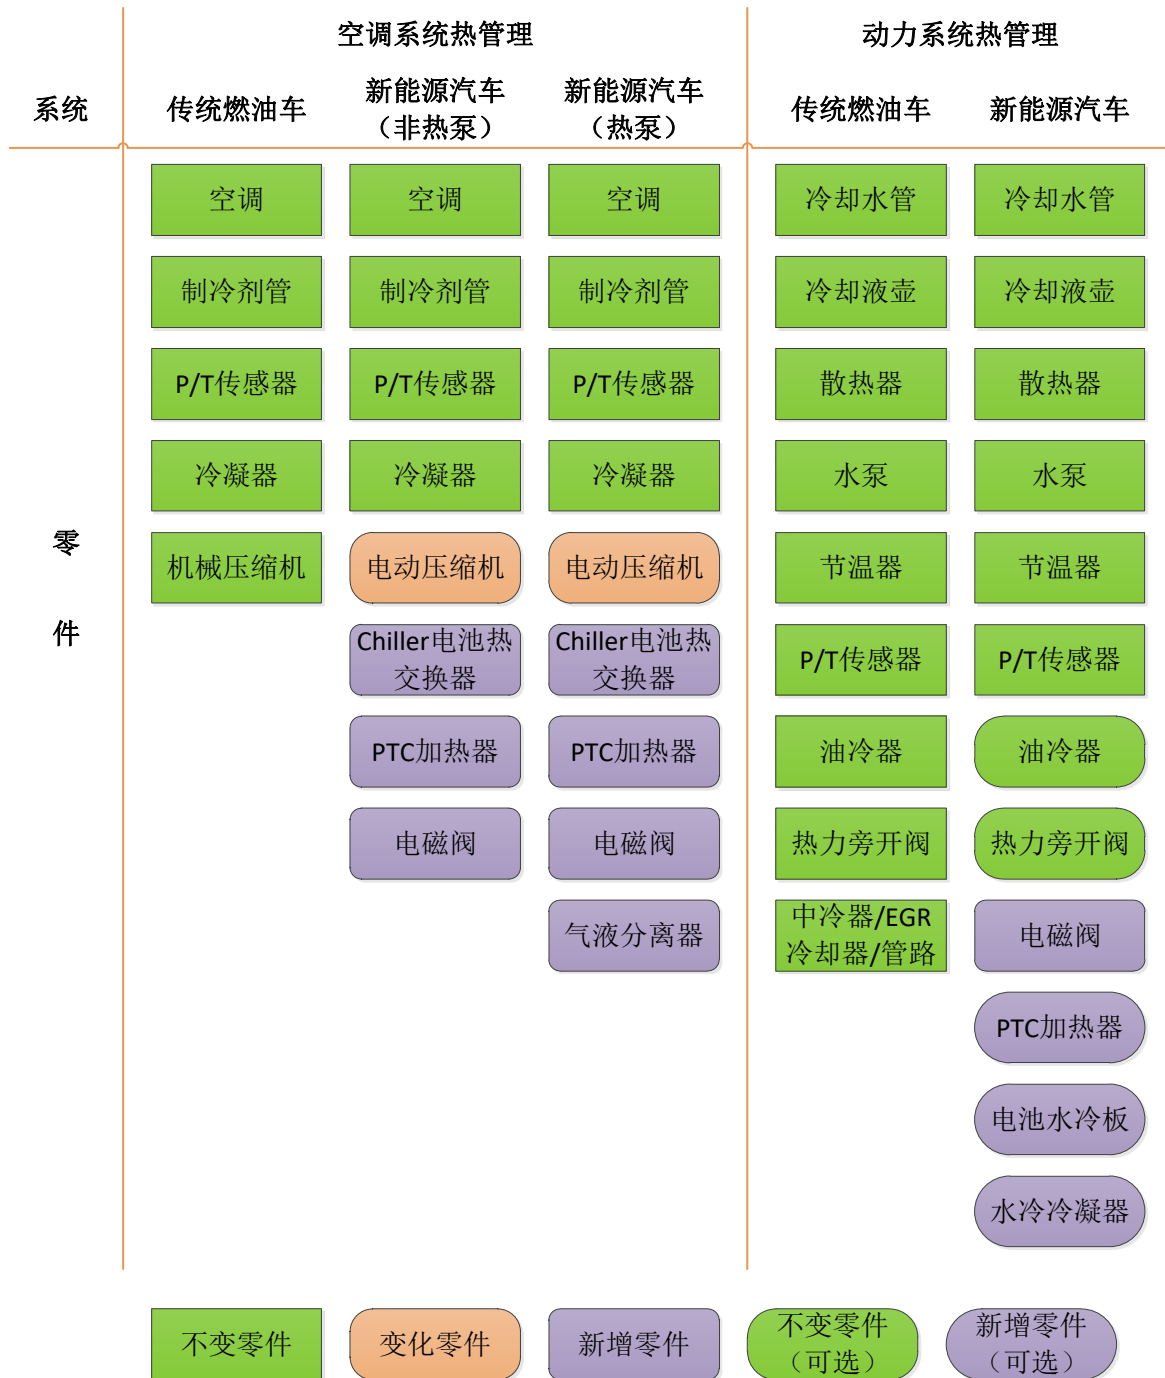 空调系统热管理
动力系统热管理
系统
传统燃油车
新能源汽车
（非热泵）
新能源汽车
（热泵）
传统燃油车
新能源汽车
零
件
空调
空调
空调
冷却水管
冷却水管
制冷剂管
制冷剂管
制冷剂管
冷却液壶
冷却液壶
P/T传感器
P/T传感器
P/T传感器
散热器
散热器
冷凝器
冷凝器
冷凝器
水泵
水泵
机械压缩机
电动压缩机
电动压缩机
节温器
节温器
Chiller电池热
交换器
Chiller电池热
交换器
P/T传感器
P/T传感器
PTC加热器
PTC加热器
油冷器
油冷器
电磁阀
电磁阀
热力旁开阀
热力旁开阀
气液分离器
中冷器/EGR
冷却器/管路
电磁阀
PTC加热器
电池水冷板
水冷冷凝器
不变零件
变化零件
新增零件
不变零件
（可选）
新增零件
（可选）